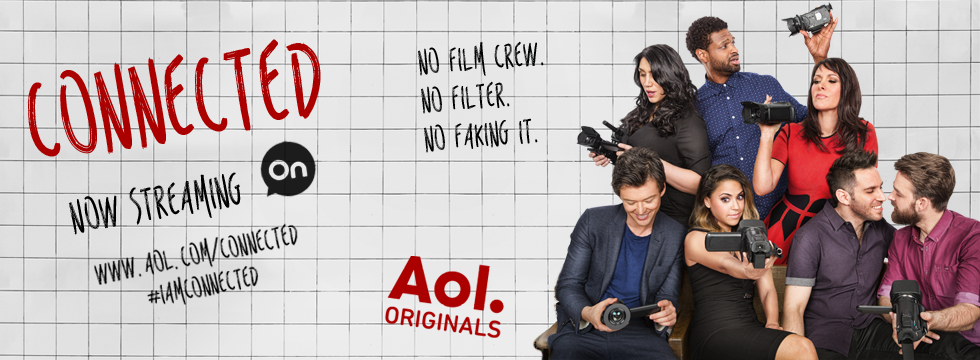 CONNECTED
NOW STREAMING
On
WWW.AOL.COM/CONNECTED
#IAMCONNECTED
NO FILM CREW.
NO FILTER.
NO FAKING IT.
Aol.
ORIGINALS